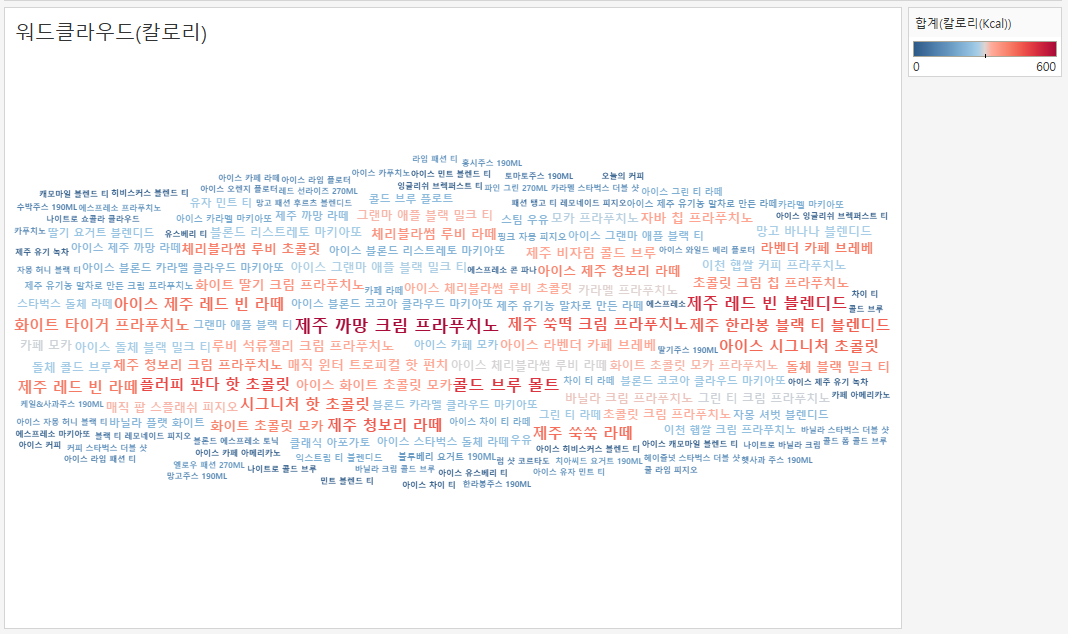 워드클라우드(칼로리)
합계(칼로리(Kcal))
0 600
라임 패션 티
홍시주스 190ML
아이스 카푸치노 아이스 민트 블렌드 티 토마토주스 190ML 오늘의 커피
아이스 카페 라떼 아이스 라임 플로터
잉글리쉬 브렉퍼스트 티 파인 그린 270ML 카라멜 스타벅스 더블 샷 아이스 그린 티 라떼
캐모마일 블렌드 티 히비스커스 블렌드 티 아이스 오렌지 플로터 레드 선라이즈 270ML 콜드 브루 플로트
유자 민트 티 망고 패션 후르츠 블렌디드 패션 탱고 티 레모네이드 피지오 아이스 제주 유기농 말차로 만든 라떼 카라멜 라떼
수박주스 190ML 에스프레소 프라푸치노
나이트로 쇼콜라 클라우드 아이스 카라멜 마키아또 제주 까망 라떼 그랜마 애플 블랙 밀크 티 스팀 우유 모카 프라푸치노 자바 칩 프라푸치노 아이스 잉글리쉬 브렉퍼스트 티
카푸치노 딸기 요거트 블렌디드 유스베리 티 블론드 리스트레토 마키아또 체리블라썸 루비 라떼 핑크 자몽 피지오 아이스 그랜마 애플 블랙 티 망고 바나나 블렌디드
제주 유기 녹차 아이스 제주 까망 라떼 체리블라썸 루비 초콜릿 아이스 블론드 리스트레토 마키아또 제주 비자림 콜드 브루 아이스 와일드 베리 플로터 라벤더 카페 브레베
자몽 허니 블랙 티 아이스 블론드 카라멜 클라우드 마키아또 아이스 그랜마 애플 블랙 밀크 티 에스프레소 콘 파나 아이스 제주 청보리 라떼 이천 햅쌀 커피 프라푸치노
제주 유기농 말차로 만든 크림 프라푸치노 화이트 딸기 크림 프라푸치노 카페 라떼 아이스 체리블라썸 루비 초콜릿 카라멜 프라푸치노 초콜릿 크림 칩 프라푸치노
스타벅스 돌체 라떼 아이스 제주 레드 빈 라떼 아이스 블론드 코코아 클라우드 마키아또 제주 유기농 말차로 만든 라떼 에스프레소 제주 레드 빈 블렌디드 차이 티
콜드 브루
화이트 타이거 프라푸치노 그랜마 애플 블랙 티 제주 까망 크림 프라푸치노 제주 쑥떡 크림 프라푸치노 제주 한라봉 블랙 티 블렌디드
카페 모카 아이스 돌체 블랙 밀크 티 루비 석류젤리 크림 프라푸치노 아이스 카페 모카 아이스 라벤더 카페 브레베 딸기주스 190ML 아이스 시그니처 초콜릿
돌체 콜드 브루 제주 청보리 크림 프라푸치노 매직 윈터 트로피컬 핫 펀치 아이스 체리블라썸 루비 라떼 화이트 초콜릿 모카 프라푸치노 돌체 블랙 밀크 티
제주 레드 빈 라떼 플러피 판다 핫 초콜릿 아이스 화이트 초콜릿 모카 콜드 브루 몰트 차이 티 라떼 블론드 코코아 클라우드 마키아또 아이스 제주 유기 녹차
케일&사과주스 190ML 매직 팝 스플래쉬 피지오 시그니처 핫 초콜릿 블론드 카라멜 클라우드 마키아또 바닐라 크림 프라푸치노 그린 티 크림 프라푸치노 카페 아메리카노
그린 티 라떼 초콜릿 크림 프라푸치노 자몽 셔벗 블렌디드
아이스 자몽 허니 블랙 티 바닐라 플랫 화이트 화이트 초콜릿 모카 제주 청보리 라떼 아이스 차이 티 라떼 제주 쑥쑥 라떼 이천 햅쌀 크림 프라푸치노 바닐라 스타벅스 더블 샷
에스프레소 마키아또 블랙 티 레모네이드 피지오 블론드 에스프레소 토닉 클래식 아포가토 아이스 스타벅스 돌체 라떼 우유 아이스 캐모마일 블렌드 티 나이트로 바닐라 크림 콜드 폼 콜드 브루
아이스 커피 커피 스타벅스 더블 샷 아이스 카페 아메리카노 아이스 히비스커스 블렌드 티
아이스 라임 패션 티 익스트림 티 블렌디드 블루베리 요거트 190ML 럼 샷 코르타도 치아씨드 요거트 190ML 헤이즐넛 스타벅스 더블 샷 햇사과 주스 190ML
옐로우 패션 270ML 나이트로 콜드 브루 바닐라 크림 콜드 브루 아이스 유스베리 티 아이스 유자 민트 티 쿨 라임 피지오
망고주스 190ML 민트 블렌드 티 아이스 차이 티 한라봉주스 190ML